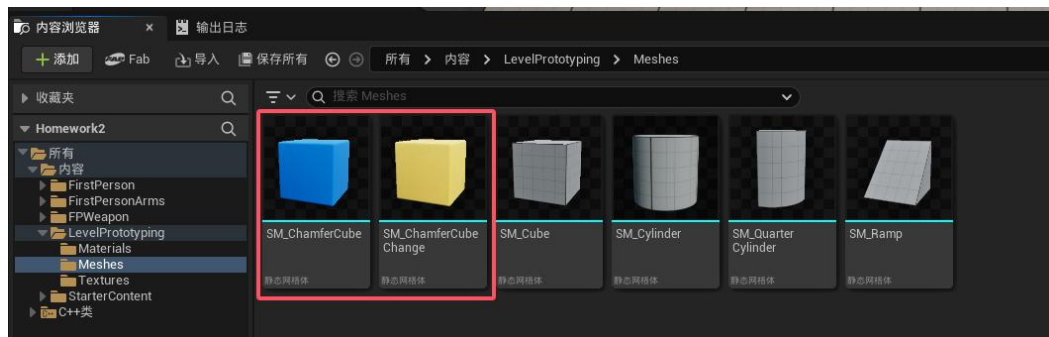 内容浏览器 × 输出日志
添加 Fab 导入 保存所有 所有 > 内容 > LevelPrototyping > Meshes
收藏夹
搜索 Meshes
Homework2
所有
内容
FirstPerson
FirstPersonArms
FPWeapon
LevelPrototyping
Materials
Meshes
Textures
StarterContent
C++类
SM_ChamferCube
静态网格体
SM_ChamferCube
Change
静态网格体
SM_Cube
静态网格体
SM_Cylinder
静态网格体
SM_Quarter
Cylinder
静态网格体
SM_Ramp
静态网格体